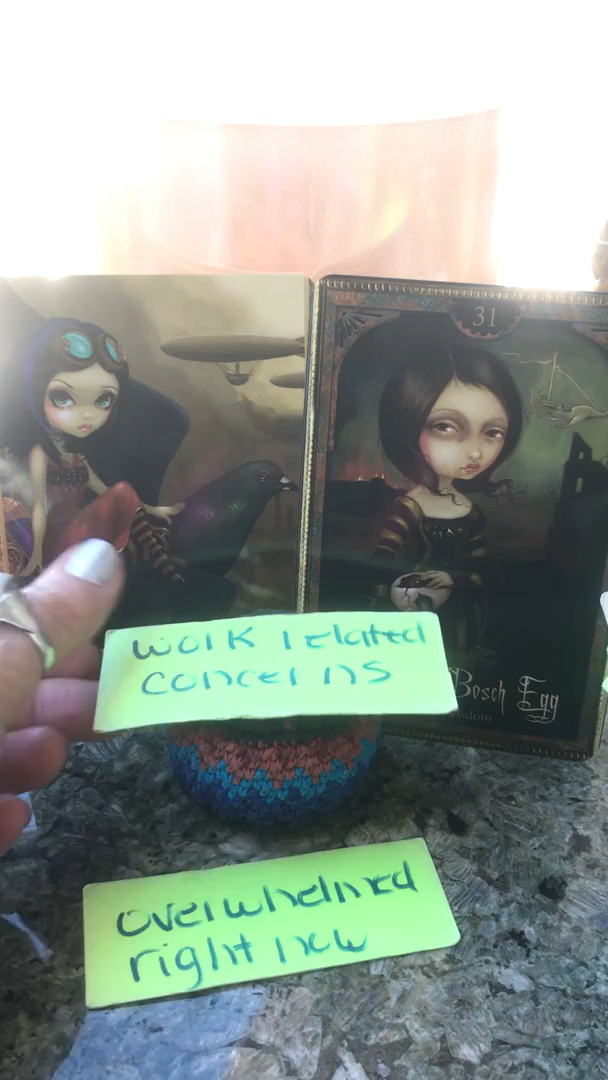 31
work related
concerns
Bosch Egg
overwhelmed
right now